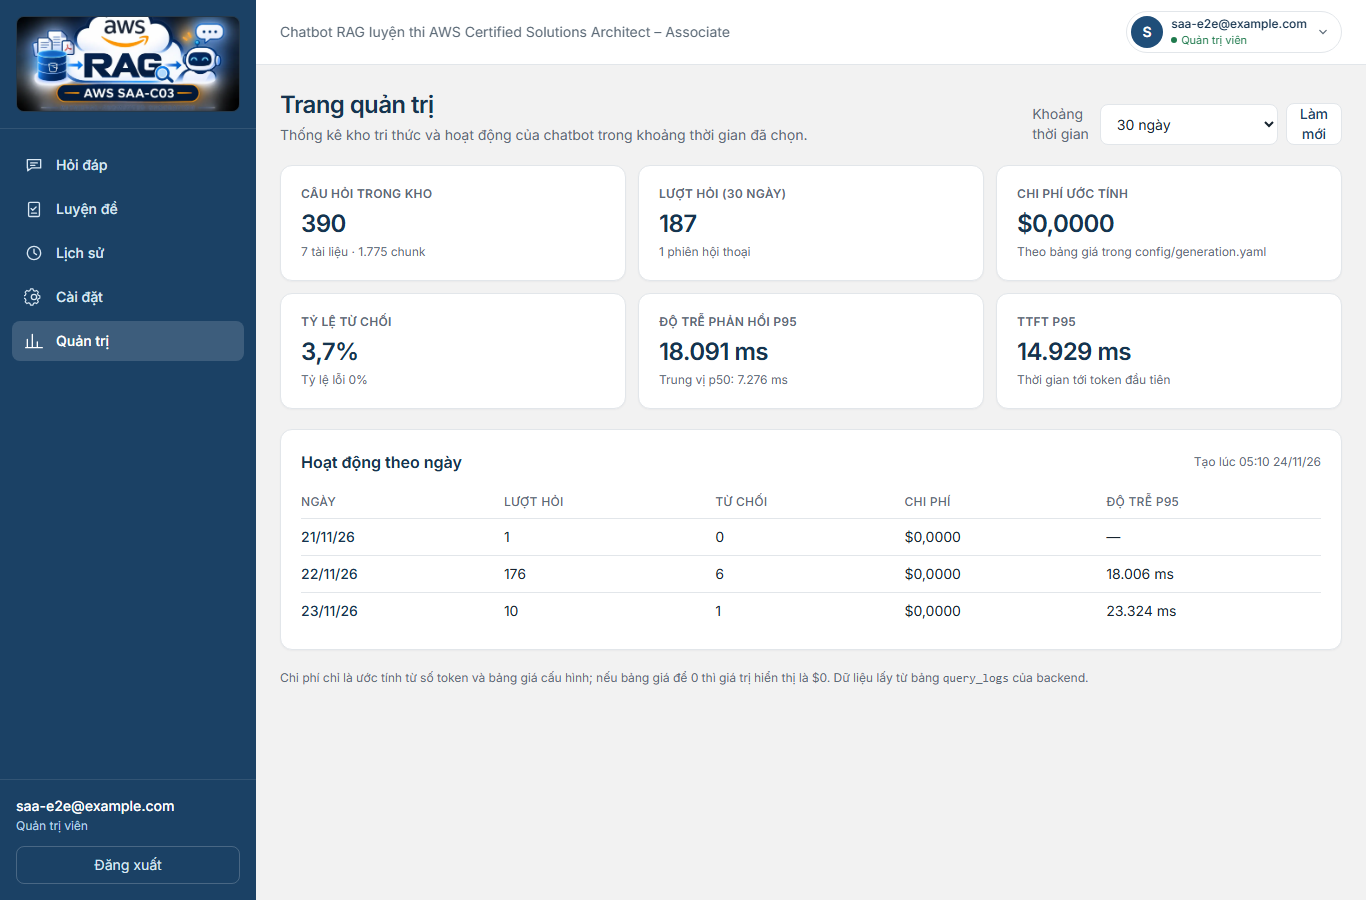 aws
RAG
AWS SAA-C03
Hỏi đáp
Luyện đề
Lịch sử
Cài đặt
Quản trị
saa-e2e@example.com
Quản trị viên
Đăng xuất
Chatbot RAG luyện thi AWS Certified Solutions Architect – Associate
S
saa-e2e@example.com
Quản trị viên
Trang quản trị
Thống kê kho tri thức và hoạt động của chatbot trong khoảng thời gian đã chọn.
Khoảng
thời gian
30 ngày
Làm
mới
CÂU HỎI TRONG KHO
390
7 tài liệu · 1.775 chunk
LƯỢT HỎI (30 NGÀY)
187
1 phiên hội thoại
CHI PHÍ ƯỚC TÍNH
$0,0000
Theo bảng giá trong config/generation.yaml
TỶ LỆ TỪ CHỐI
3,7%
Tỷ lệ lỗi 0%
ĐỘ TRỄ PHẢN HỒI P95
18.091 ms
Trung vị p50: 7.276 ms
TTFT P95
14.929 ms
Thời gian tới token đầu tiên
Hoạt động theo ngày
Tạo lúc 05:10 24/11/26
NGÀY LƯỢT HỎI TỪ CHỐI CHI PHÍ ĐỘ TRỄ P95
21/11/26 1 0 $0,0000 —
22/11/26 176 6 $0,0000 18.006 ms
23/11/26 10 1 $0,0000 23.324 ms
Chi phí chỉ là ước tính từ số token và bảng giá cấu hình; nếu bảng giá để 0 thì giá trị hiển thị là $0. Dữ liệu lấy từ bảng query_logs của backend.